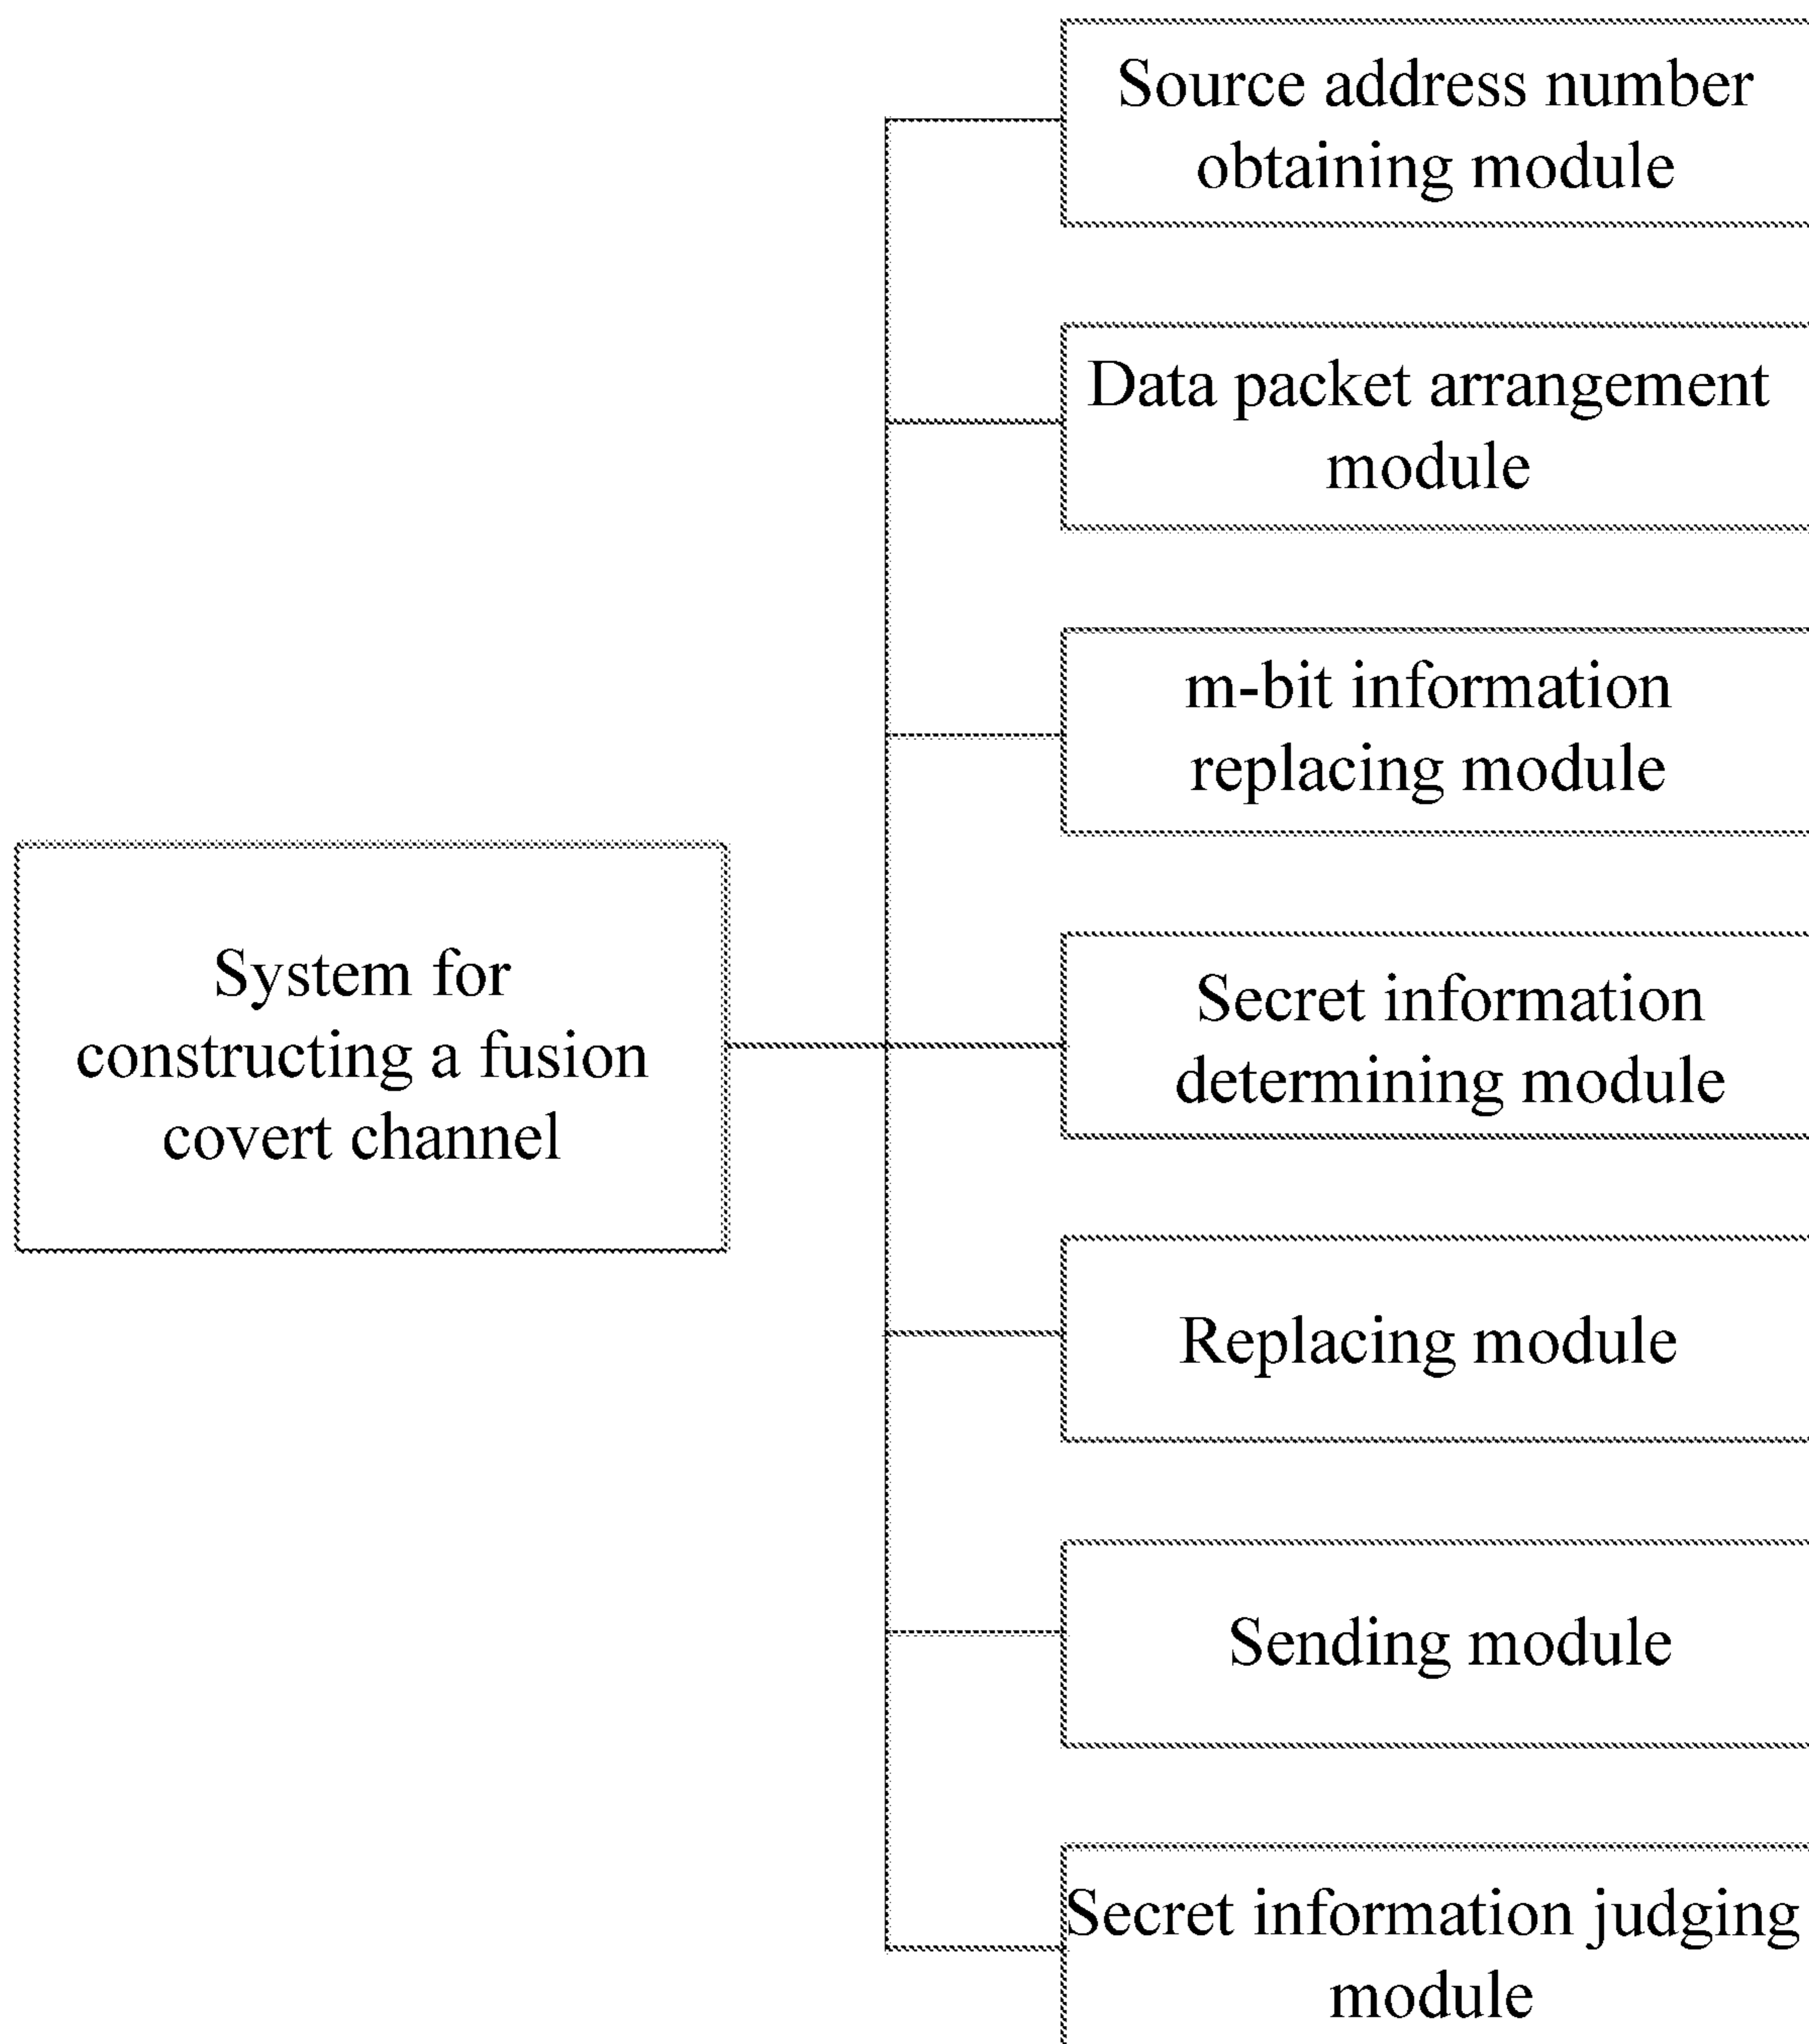 Source address number
obtaining module
Data packet arrangement
module
m-bit information
replacing module
System for
constructing a fusion
covert channel
Secret information
determining module
Replacing module
Sending module
Secret information judging
module